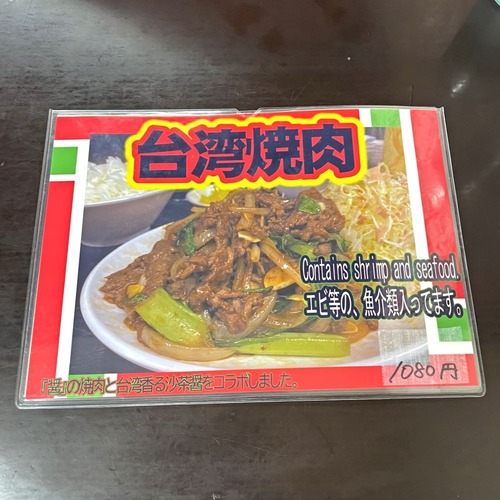 台湾焼肉
Contains shrimp and seafood.
エビ等の、魚介類入ってます。
1080円
『醤』の焼肉と台湾香る沙茶醤をコラボしました。